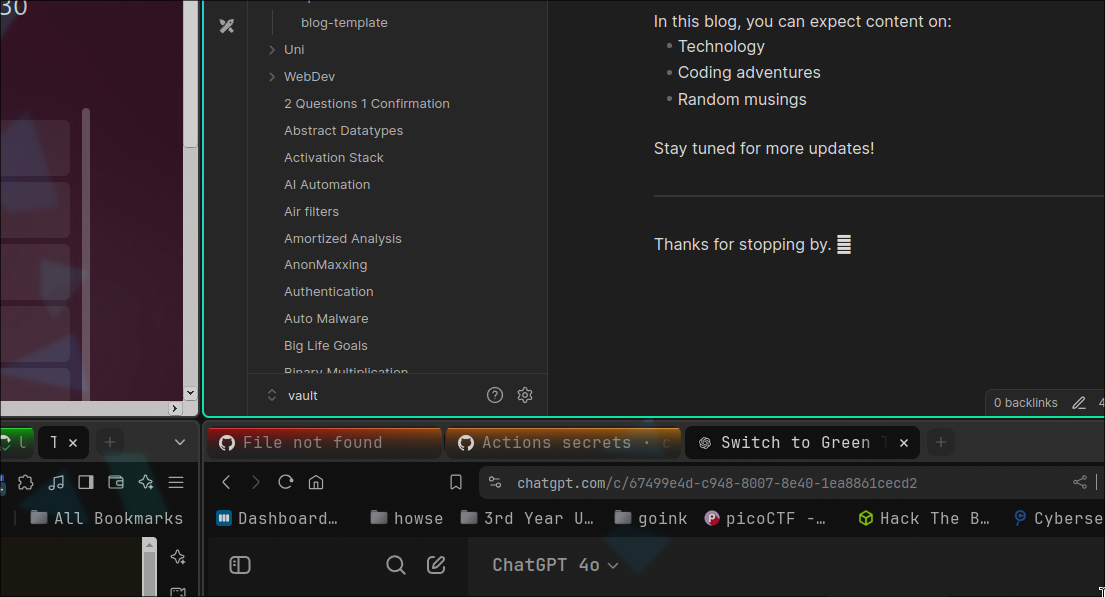 30
blog-template
Uni
WebDev
2 Questions 1 Confirmation
Abstract Datatypes
Activation Stack
AI Automation
Air filters
Amortized Analysis
AnonMaxxing
Authentication
Auto Malware
Big Life Goals
Binary Multiplication
vault
In this blog, you can expect content on:
Technology
Coding adventures
Random musings
Stay tuned for more updates!
Thanks for stopping by.
0 backlinks
4
T
All Bookmarks
File not found
Actions secrets · c
Switch to Green T
chatgpt.com/c/67499e4d-c948-8007-8e40-1ea8861cecd2
Dashboard…
howse
3rd Year U…
goink
picoCTF -…
Hack The B…
Cyberse
ChatGPT 4o